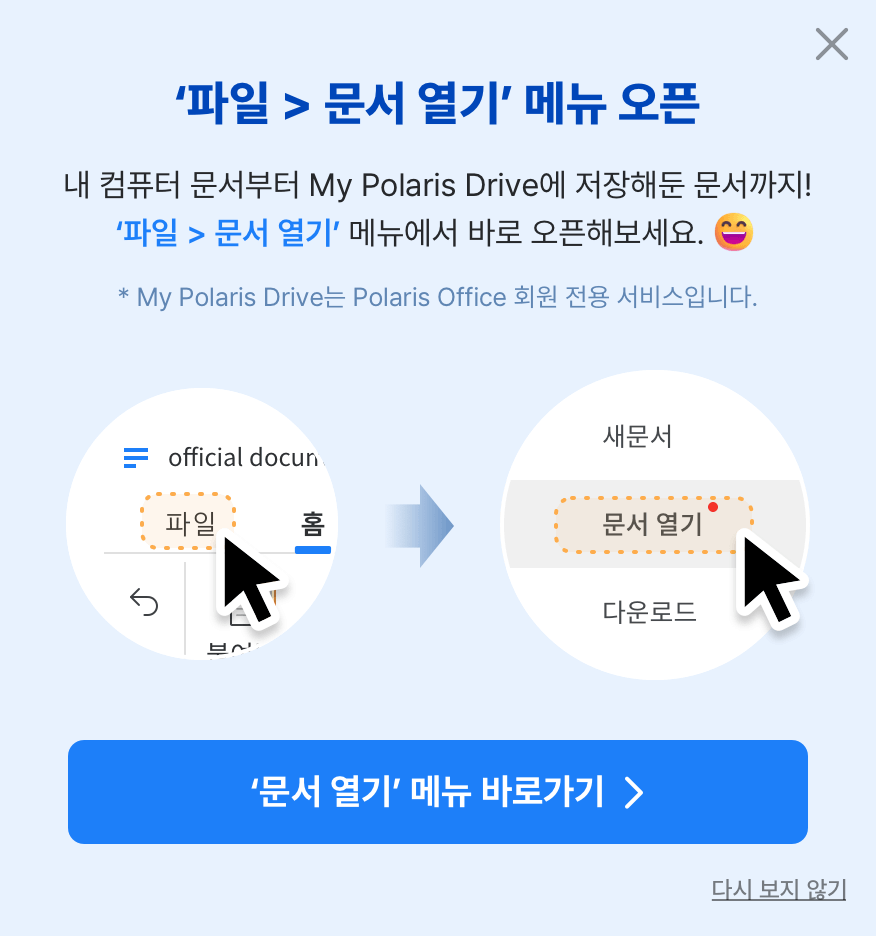 ‘파일 > 문서 열기’ 메뉴 오픈
내 컴퓨터 문서부터 My Polaris Drive에 저장해둔 문서까지!
‘파일 > 문서 열기’ 메뉴에서 바로 오픈해보세요. 😄
* My Polaris Drive는 Polaris Office 회원 전용 서비스입니다.
official docum
파일 홈
새문서
문서 열기
다운로드
‘문서 열기’ 메뉴 바로가기
다시 보지 않기